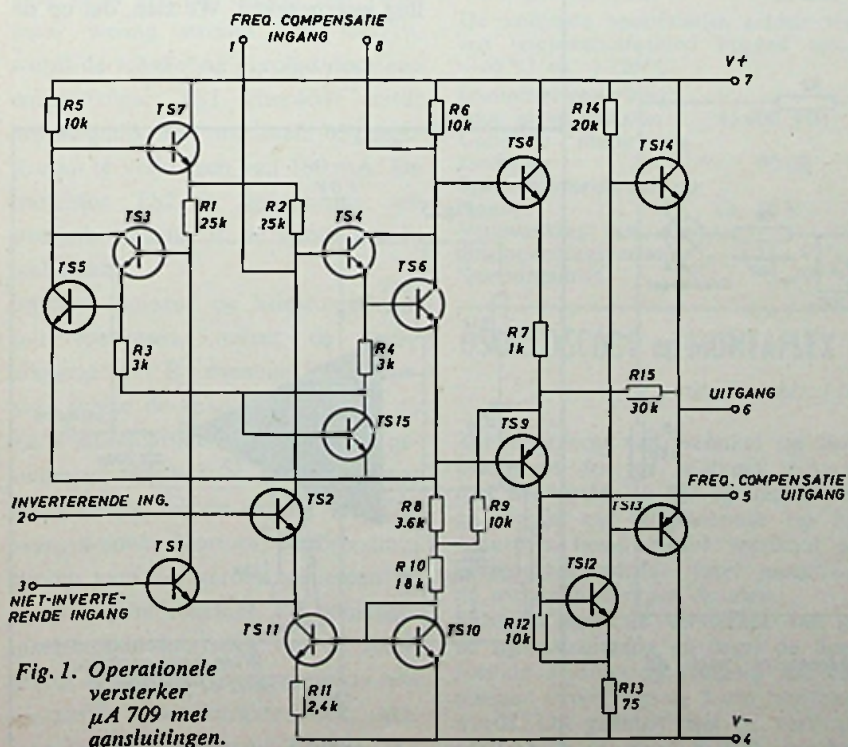 FREQ. COMPENSATIE
INGANG
1
8
V+
7
R5
10k
TS7
R6
10k
TS8
R14
20k
TS14
R1
25k
R2
25k
TS3
TS4
TS5
TS6
R3
3k
R4
3k
R7
1k
R15
30k
UITGANG
6
TS15
TS9
FREQ. COMPENSATIE
UITGANG
5
INVERTERENDE ING.
2
TS2
R8
3.6k
R9
10k
TS13
TS1
3
NIET-INVERTE-
RENDE INGANG
R10
18k
TS12
TS11
TS10
R12
10k
R11
2,4k
R13
75
V-
4
Fig. 1. Operationele
versterker
µA 709 met
aansluitingen.